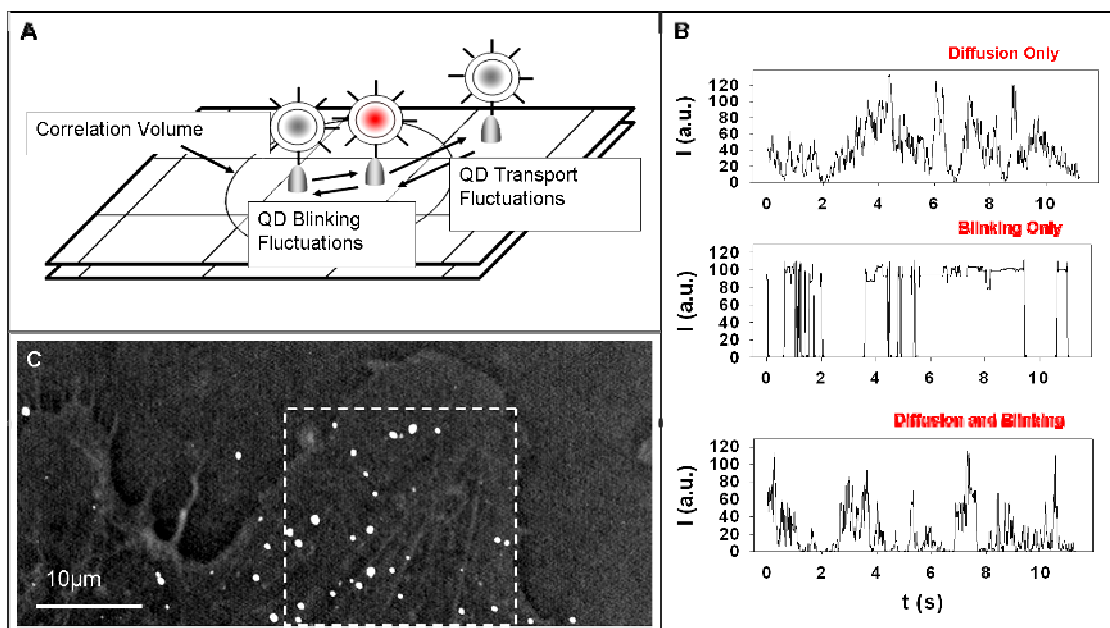 A
Correlation Volume
QD Transport
Fluctuations
QD Blinking
Fluctuations
B
Diffusion Only
I (a.u.)
120
100
80
60
40
20
0
0 2 4 6 8 10
Blinking Only
I (a.u.)
120
100
80
60
40
20
0
0 2 4 6 8 10
Diffusion and Blinking
I (a.u.)
120
100
80
60
40
20
0
0 2 4 6 8 10
t (s)
C
10µm